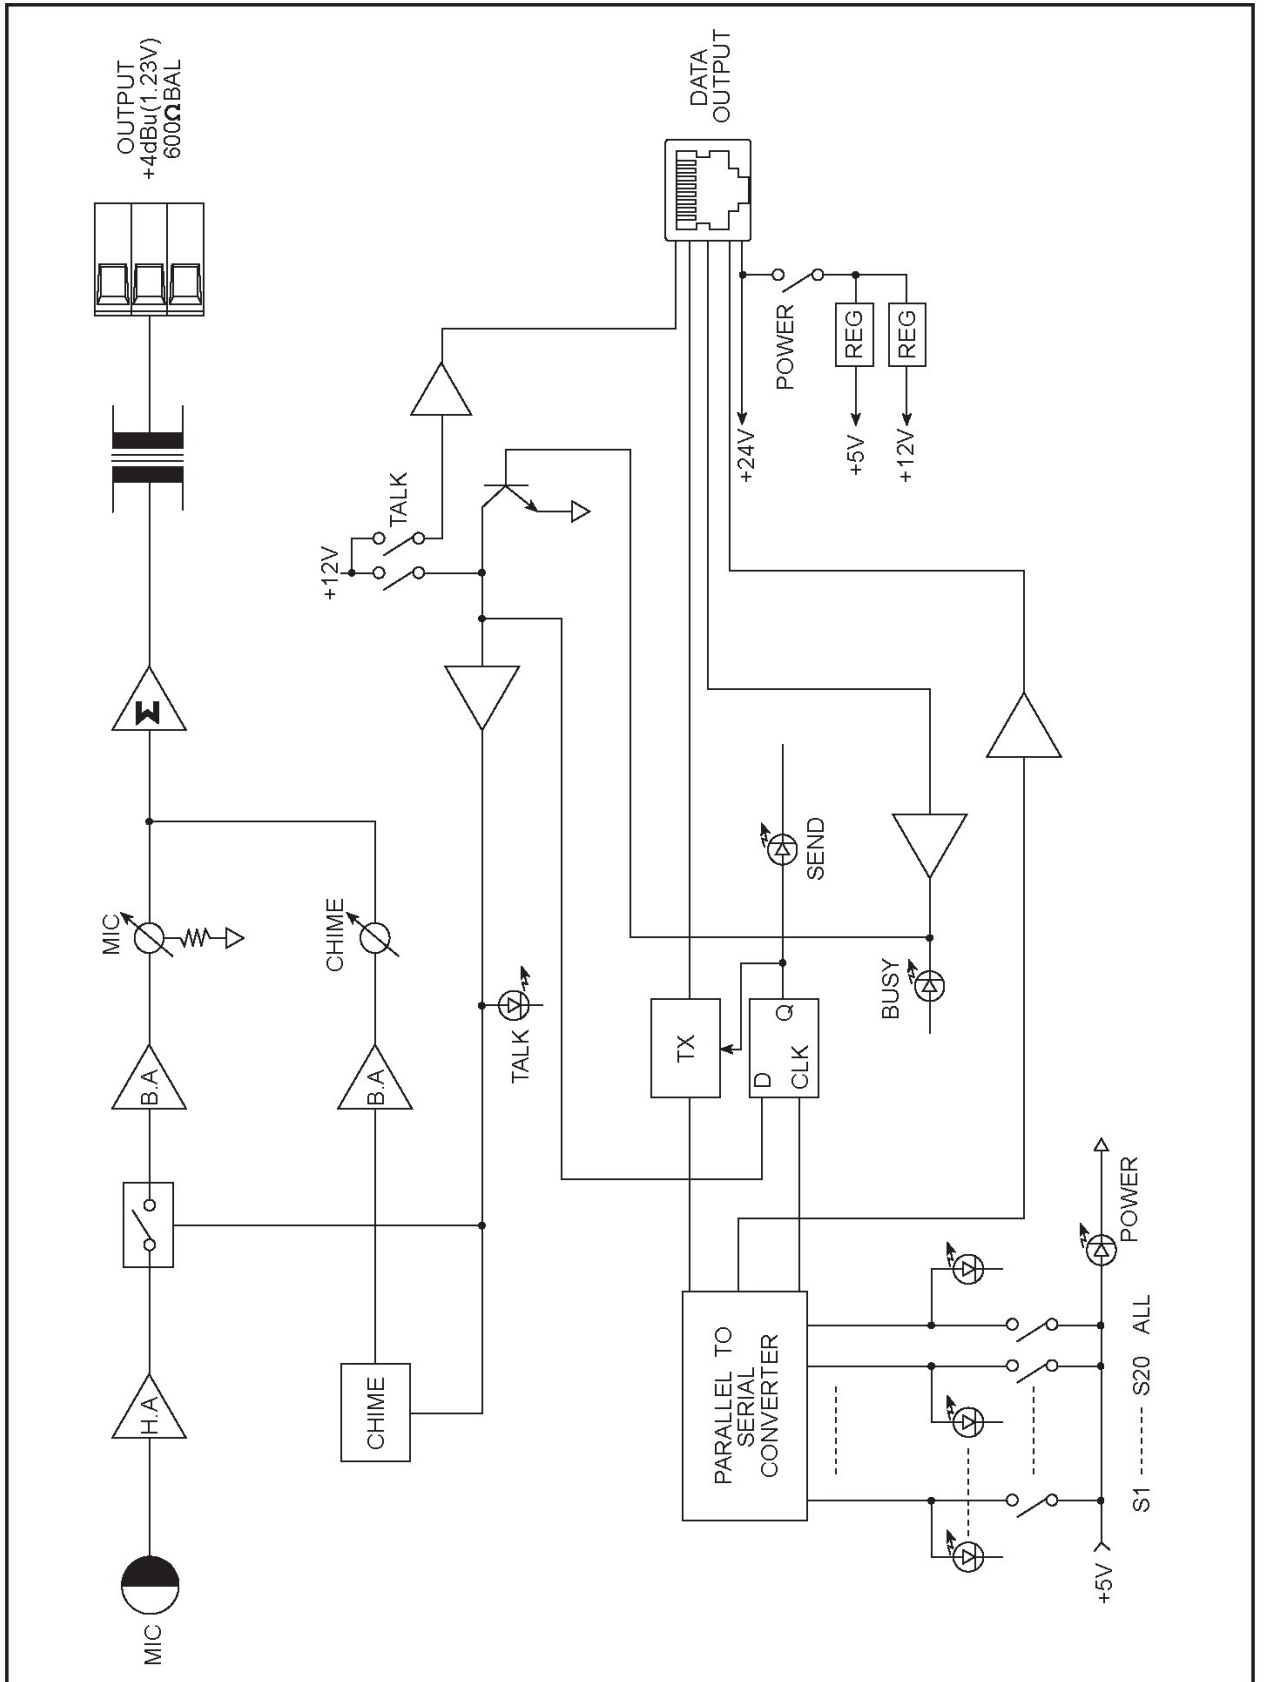 MIC
H.A
B.A
MIC
Σ
OUTPUT
+4dBu(1.23V)
600ΩBAL
CHIME
B.A
CHIME
TALK
+12V
TALK
DATA
OUTPUT
+24V
POWER
REG
REG
+5V
+12V
TX
D
Q
CLK
SEND
BUSY
PARALLEL TO
SERIAL
CONVERTER
+5V
S1
S20
ALL
POWER